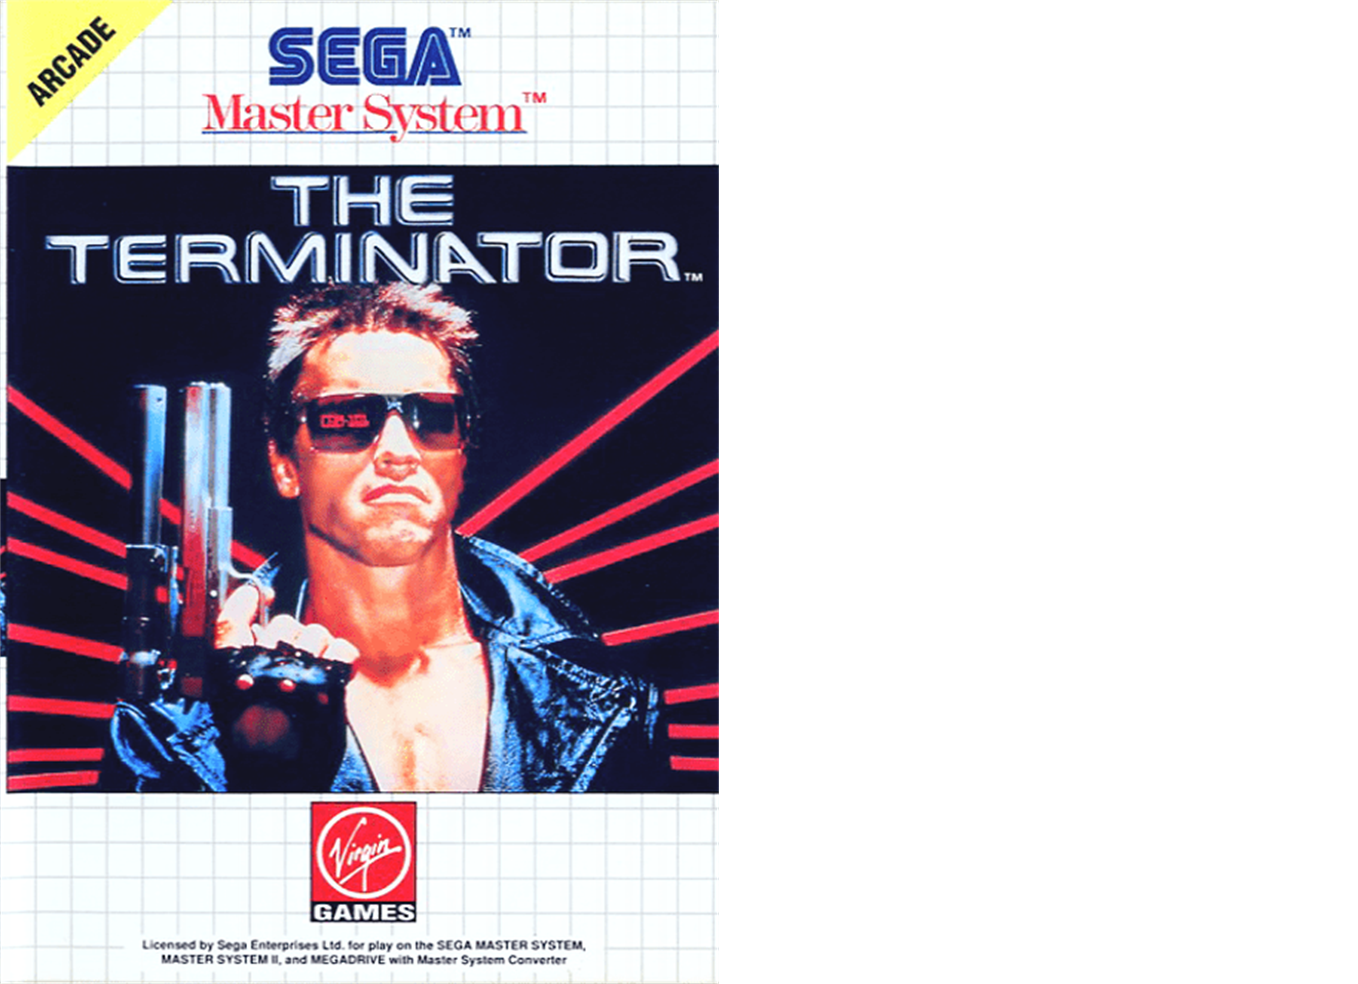 ARCADE
SEGA™
Master System™
THE
TERMINATOR™
Virgin
GAMES
Licensed by Sega Enterprises Ltd. for play on the SEGA MASTER SYSTEM,
MASTER SYSTEM II, and MEGADRIVE with Master System Converter